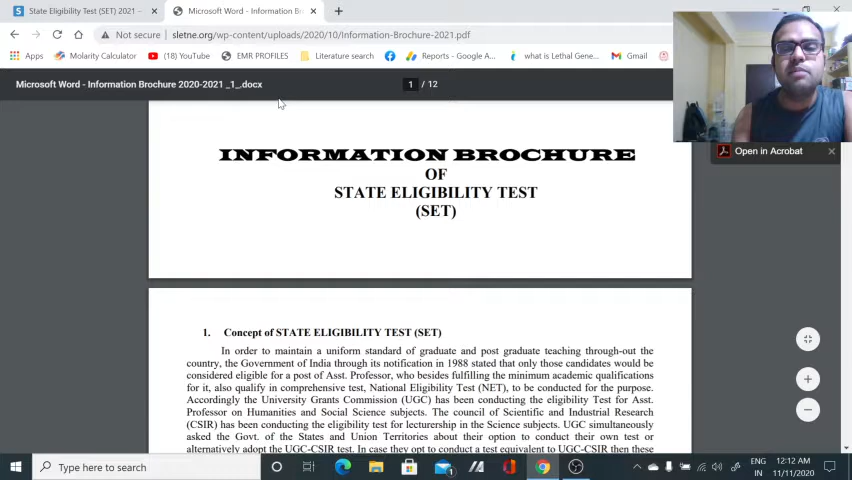 State Eligibility Test (SET) 2021 –
Microsoft Word - Information Bro
Not secure | sletne.org/wp-content/uploads/2020/10/Information-Brochure-2021.pdf
Apps
Molarity Calculator
(18) YouTube
EMR PROFILES
Literature search
Reports - Google A...
what is Lethal Gene...
Gmail
Microsoft Word - Information Brochure 2020-2021 _1_.docx
1 / 12
Open in Acrobat
INFORMATION BROCHURE
OF
STATE ELIGIBILITY TEST
(SET)
1. Concept of STATE ELIGIBILITY TEST (SET)
In order to maintain a uniform standard of graduate and post graduate teaching through-out the
country, the Government of India through its notification in 1988 stated that only those candidates would be
considered eligible for a post of Asst. Professor, who besides fulfilling the minimum academic qualifications
for it, also qualify in comprehensive test, National Eligibility Test (NET), to be conducted for the purpose.
Accordingly the University Grants Commission (UGC) has been conducting the eligibility Test for Asst.
Professor on Humanities and Social Science subjects. The council of Scientific and Industrial Research
(CSIR) has been conducting the eligibility test for lecturership in the Science subjects. UGC simultaneously
asked the Govt. of the States and Union Territories about their option to conduct their own test or
alternatively adopt the UGC-CSIR test. In case they opt to conduct a test equivalent to UGC-CSIR then these
Type here to search
ENG
IN
12:12 AM
11/11/2020